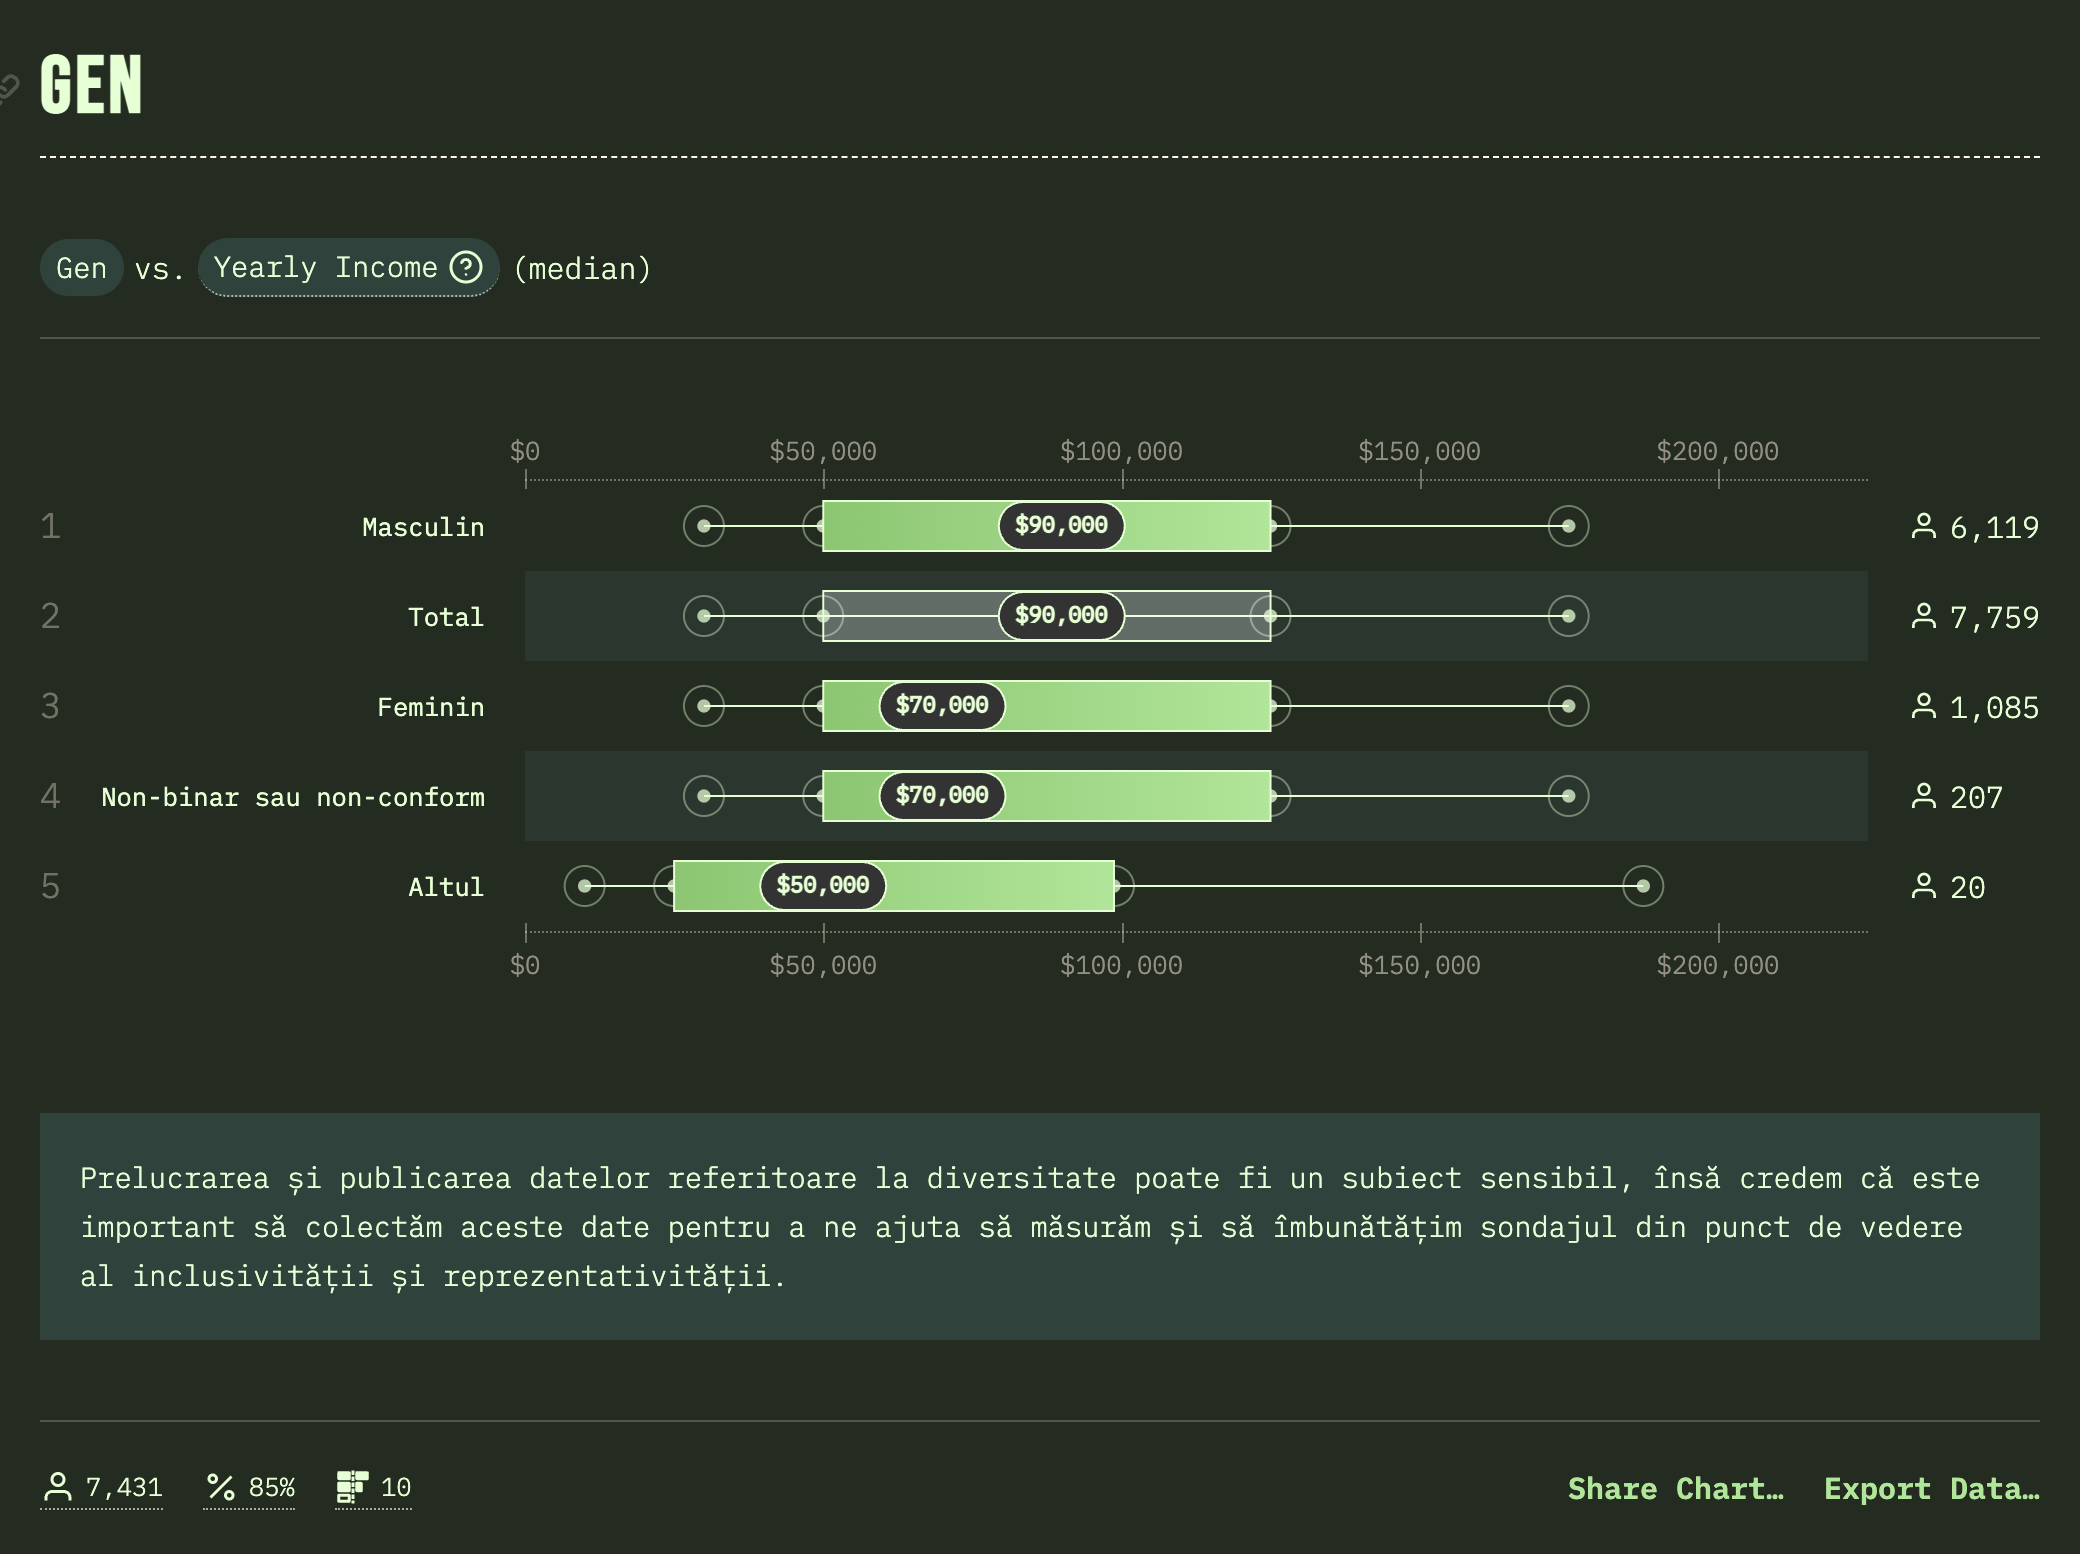 GEN
Gen vs. Yearly Income (median)
$0 $50,000 $100,000 $150,000 $200,000
1 Masculin $90,000 6,119
2 Total $90,000 7,759
3 Feminin $70,000 1,085
4 Non-binar sau non-conform $70,000 207
5 Altul $50,000 20
$0 $50,000 $100,000 $150,000 $200,000
Prelucrarea și publicarea datelor referitoare la diversitate poate fi un subiect sensibil, însă credem că este
important să colectăm aceste date pentru a ne ajuta să măsurăm și să îmbunătățim sondajul din punct de vedere
al inclusivității și reprezentativității.
7,431 85% 10 Share Chart… Export Data…